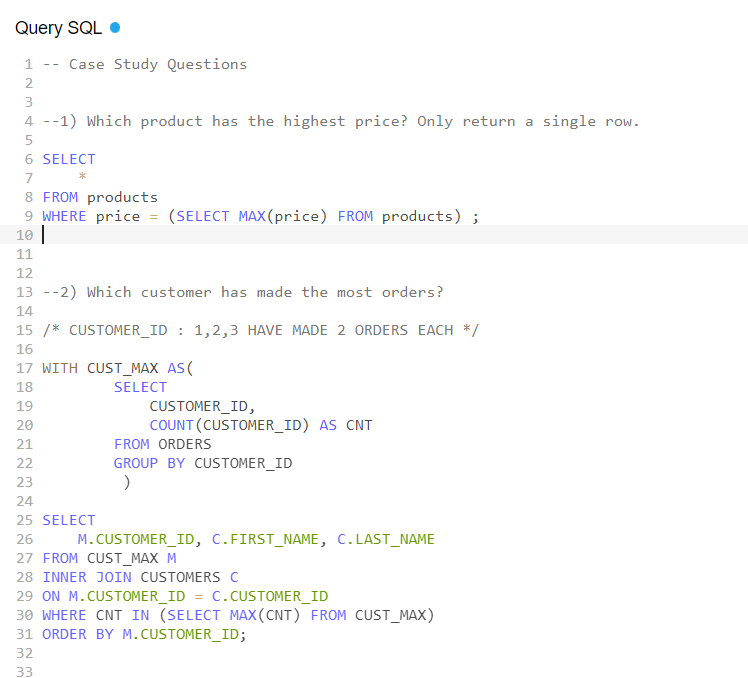 Query SQL
1 -- Case Study Questions
2
3
4 --1) Which product has the highest price? Only return a single row.
5
6 SELECT
7     *
8 FROM products
9 WHERE price = (SELECT MAX(price) FROM products) ;
10
11
12
13 --2) Which customer has made the most orders?
14
15 /* CUSTOMER_ID : 1,2,3 HAVE MADE 2 ORDERS EACH */
16
17 WITH CUST_MAX AS(
18         SELECT
19             CUSTOMER_ID,
20             COUNT(CUSTOMER_ID) AS CNT
21         FROM ORDERS
22         GROUP BY CUSTOMER_ID
23          )
24
25 SELECT
26     M.CUSTOMER_ID, C.FIRST_NAME, C.LAST_NAME
27 FROM CUST_MAX M
28 INNER JOIN CUSTOMERS C
29 ON M.CUSTOMER_ID = C.CUSTOMER_ID
30 WHERE CNT IN (SELECT MAX(CNT) FROM CUST_MAX)
31 ORDER BY M.CUSTOMER_ID;
32
33